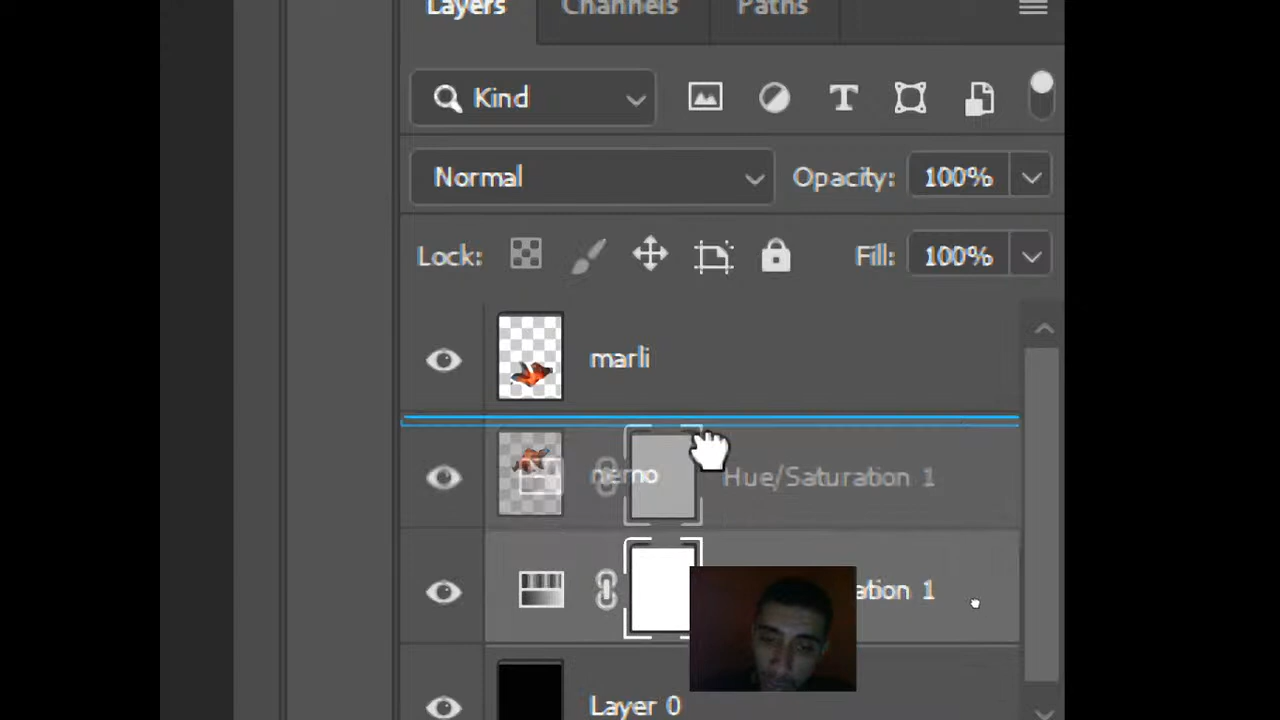 Layers Channels Paths
Kind
Normal Opacity: 100%
Lock: Fill: 100%
marli
nemo Hue/Saturation 1
ation 1
Layer 0